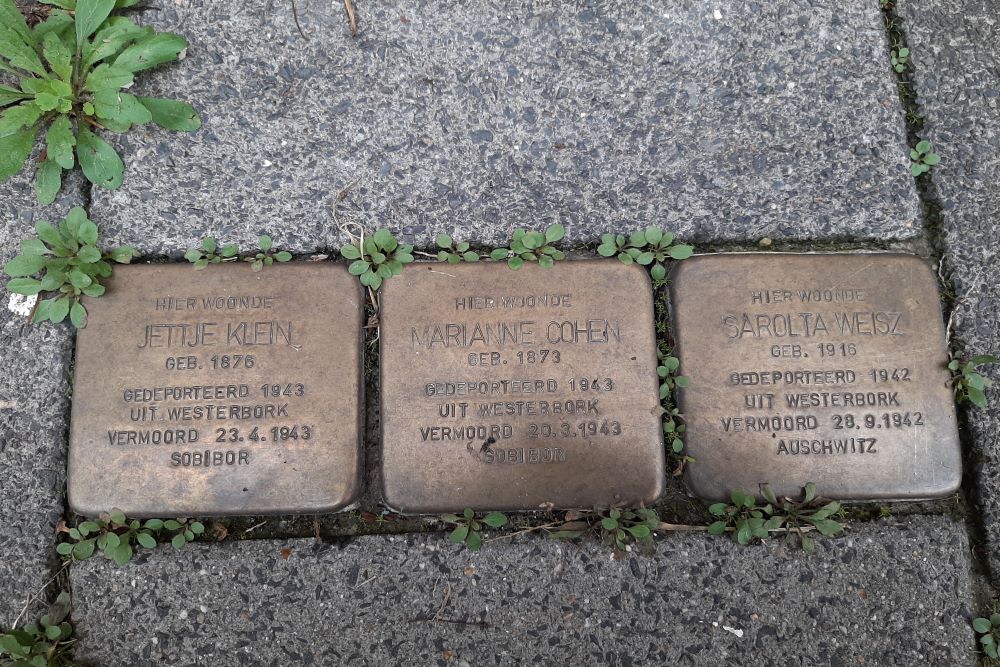 HIER WOONDE
JETTJE KLEIN
GEB. 1876
GEDEPORTEERD 1943
UIT WESTERBORK
VERMOORD 23.4.1943
SOBIBOR
HIER WOONDE
MARIANNE COHEN
GEB. 1873
GEDEPORTEERD 1943
UIT WESTERBORK
VERMOORD 20.3.1943
SOBIBOR
HIER WOONDE
SAROLTA WEISZ
GEB. 1916
GEDEPORTEERD 1942
UIT WESTERBORK
VERMOORD 28.9.1942
AUSCHWITZ